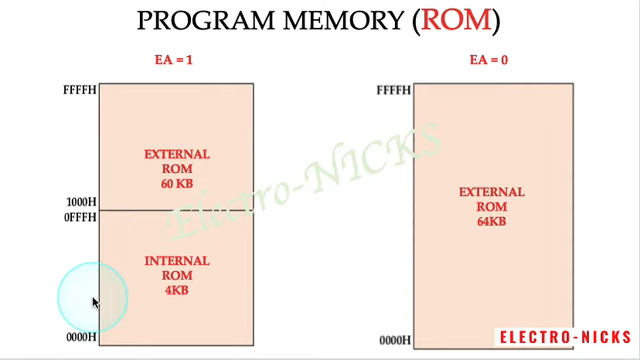 PROGRAM MEMORY (ROM)
EA = 1
FFFFH
EXTERNAL
ROM
60 KB
1000H
0FFFH
INTERNAL
ROM
4KB
0000H
EA = 0
FFFFH
EXTERNAL
ROM
64KB
0000H
Electro-NICKS
ELECTRO-NICKS